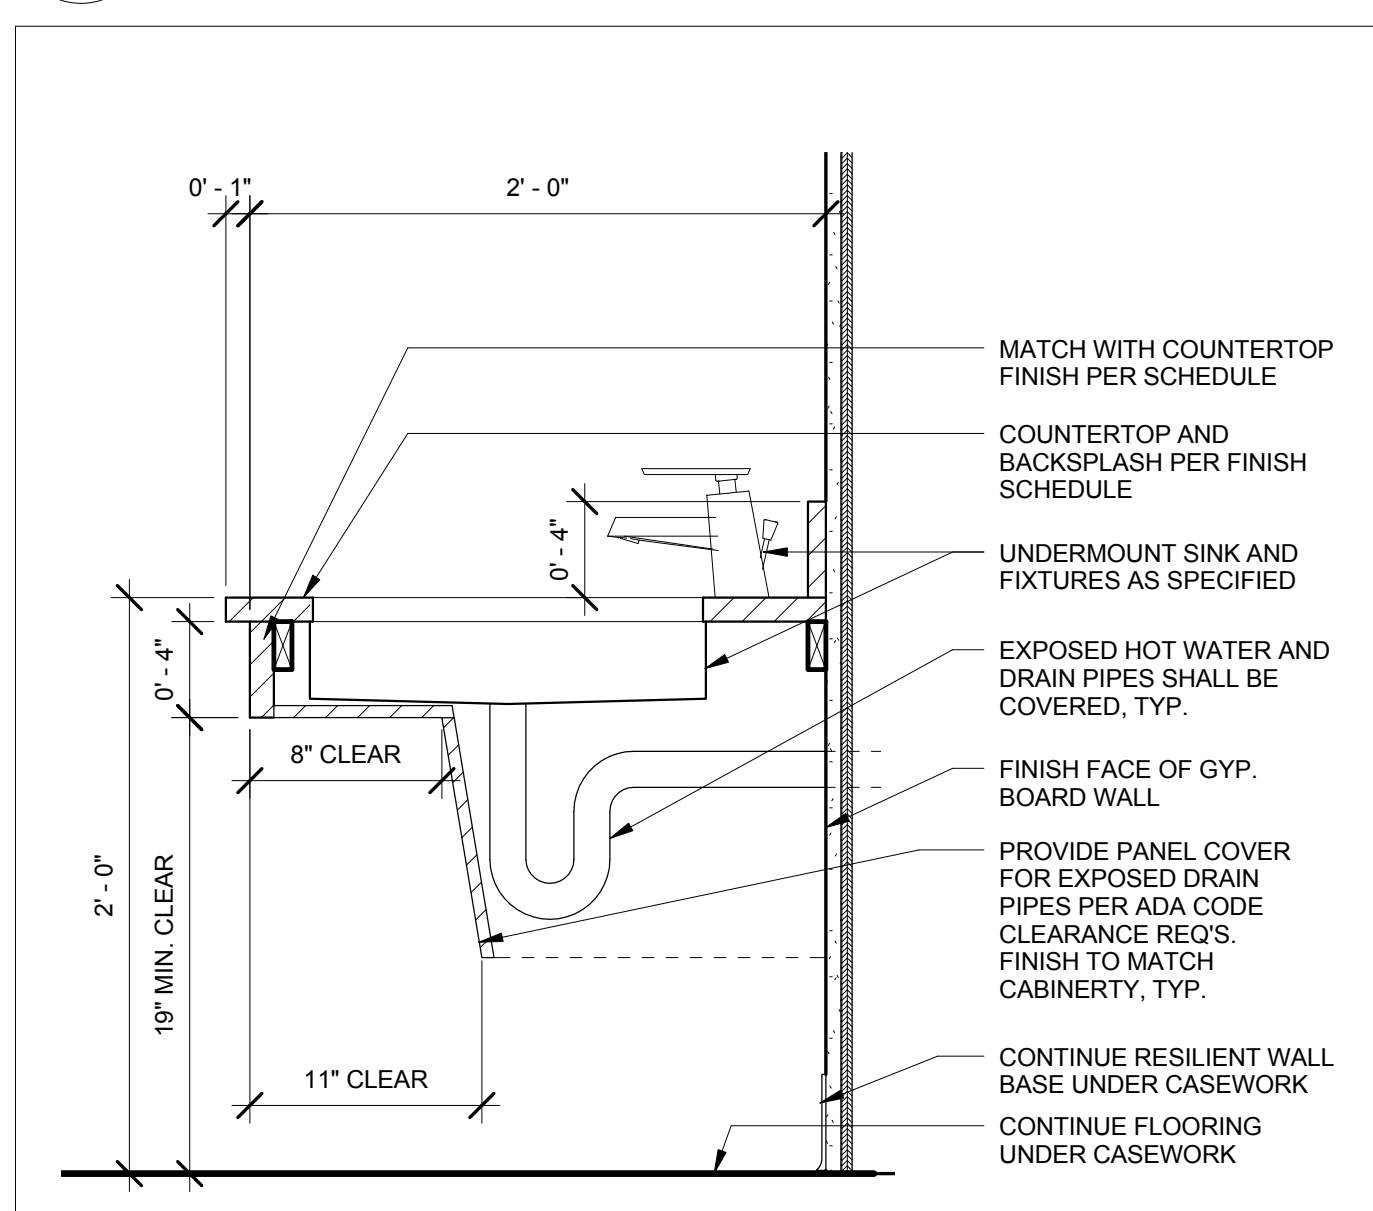 0' - 1"
2' - 0"
MATCH WITH COUNTERTOP
FINISH PER SCHEDULE
COUNTERTOP AND
BACKSPLASH PER FINISH
SCHEDULE
0' - 4"
UNDERMOUNT SINK AND
FIXTURES AS SPECIFIED
0' - 4"
EXPOSED HOT WATER AND
DRAIN PIPES SHALL BE
COVERED, TYP.
8" CLEAR
FINISH FACE OF GYP.
BOARD WALL
2' - 0"
19" MIN. CLEAR
PROVIDE PANEL COVER
FOR EXPOSED DRAIN
PIPES PER ADA CODE
CLEARANCE REQ'S.
FINISH TO MATCH
CABINERTY, TYP.
11" CLEAR
CONTINUE RESILIENT WALL
BASE UNDER CASEWORK
CONTINUE FLOORING
UNDER CASEWORK